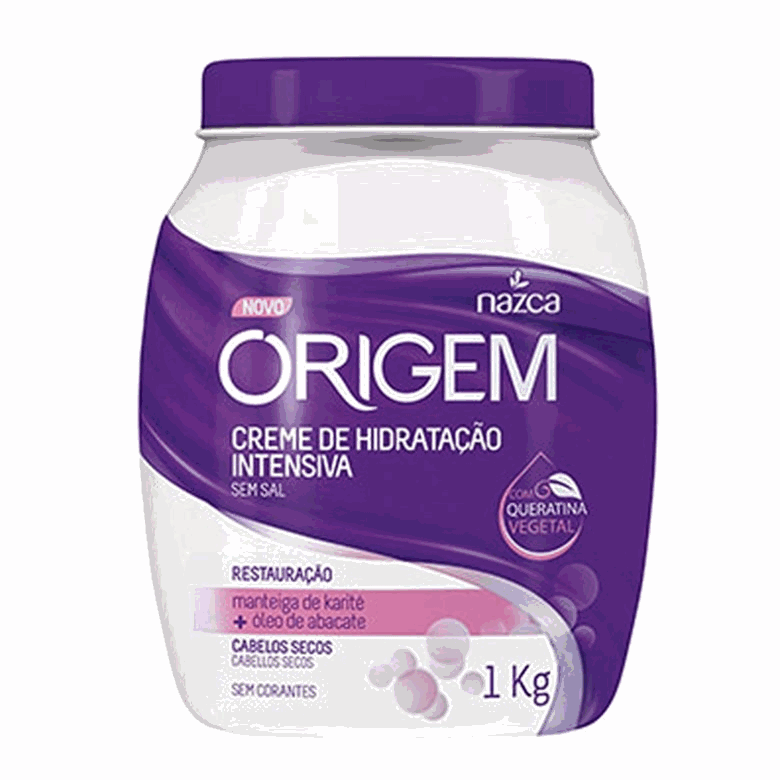 nazca
NOVO
ORIGEM
CREME DE HIDRATAÇÃO
INTENSIVA
SEM SAL
COM
QUERATINA
VEGETAL
RESTAURAÇÃO
manteiga de karitê
+ óleo de abacate
CABELOS SECOS
CABELLOS SECOS
SEM CORANTES
1 Kg